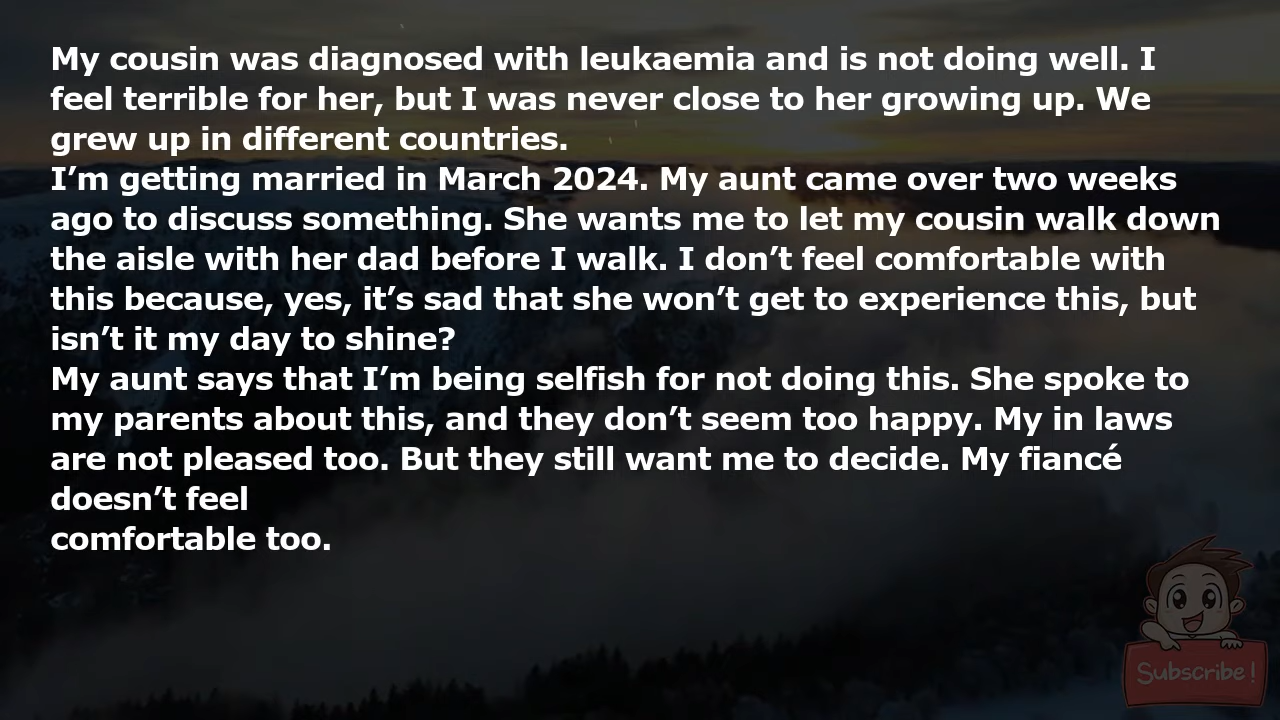 My cousin was diagnosed with leukaemia and is not doing well. I
feel terrible for her, but I was never close to her growing up. We
grew up in different countries.
I’m getting married in March 2024. My aunt came over two weeks
ago to discuss something. She wants me to let my cousin walk down
the aisle with her dad before I walk. I don’t feel comfortable with
this because, yes, it’s sad that she won’t get to experience this, but
isn’t it my day to shine?
My aunt says that I’m being selfish for not doing this. She spoke to
my parents about this, and they don’t seem too happy. My in laws
are not pleased too. But they still want me to decide. My fiancé
doesn’t feel
comfortable too.
Subscribe!